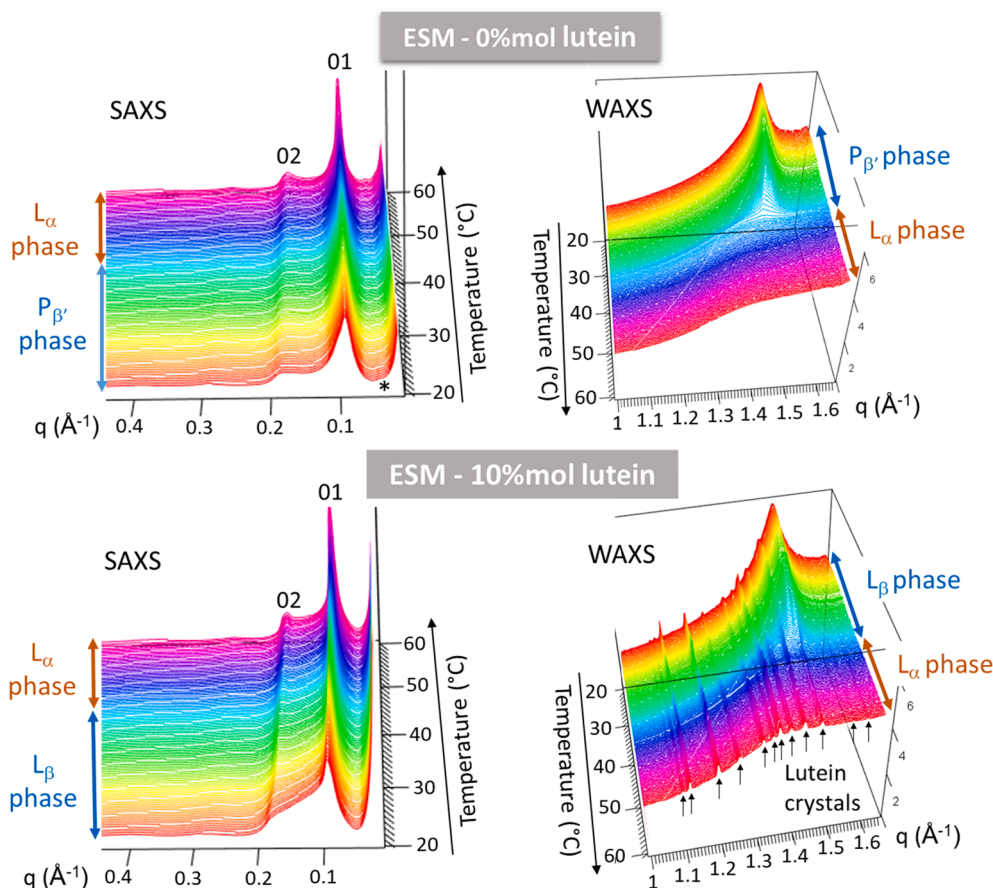 ESM - 0%mol lutein
SAXS
01
02
Lα
phase
Pβ'
phase
60
50
40
30
20
Temperature (°C)
*
q (Å-1)
0.4
0.3
0.2
0.1
WAXS
Pβ' phase
Lα phase
Temperature (°C)
20
30
40
50
60
6
4
2
1
1.1
1.2
1.3
1.4
1.5
1.6
q (Å-1)
ESM - 10%mol lutein
SAXS
01
02
Lα
phase
Lβ
phase
60
50
40
30
20
Temperature (°C)
q (Å-1)
0.4
0.3
0.2
0.1
WAXS
Lβ phase
Lα phase
Temperature (°C)
20
30
40
50
60
6
4
2
Lutein
crystals
1
1.1
1.2
1.3
1.4
1.5
1.6
q (Å-1)